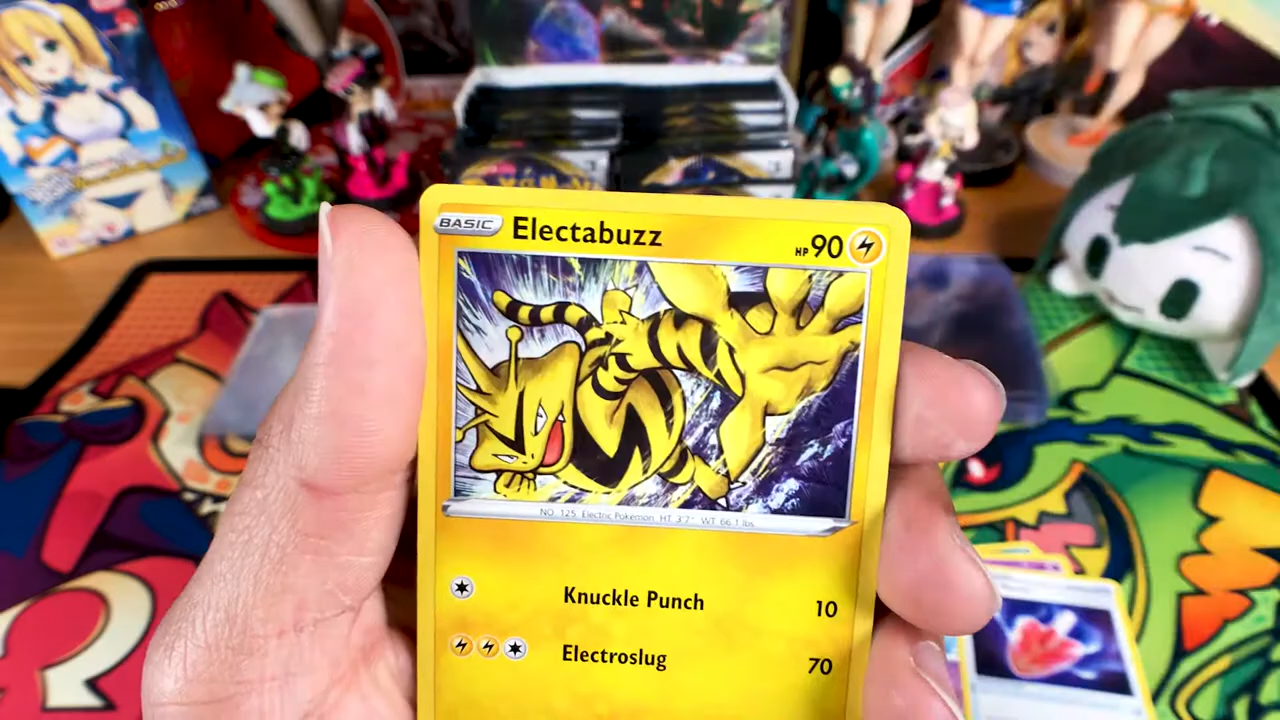 BASIC Electabuzz HP 90
NO. 125 Electric Pokémon HT 3'7" WT 66.1 lbs.
Knuckle Punch 10
Electroslug 70